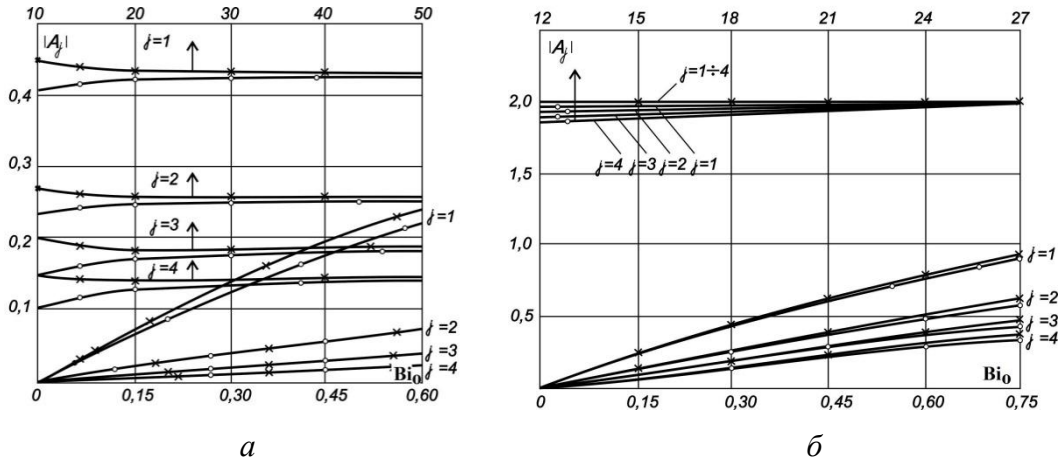 10 20 30 40 50
|Aj|
j=1
0,4
0,3
j=2
0,2
j=3
j=1
j=4
0,1
j=2
j=3
Bi₀
j=4
0 0,15 0,30 0,45 0,60
а
12 15 18 21 24 27
|Aj|
j=1÷4
2,0
j=4 j=3 j=2 j=1
1,5
1,0
j=1
j=2
0,5
j=3
j=4
Bi₀
0 0,15 0,30 0,45 0,60 0,75
б